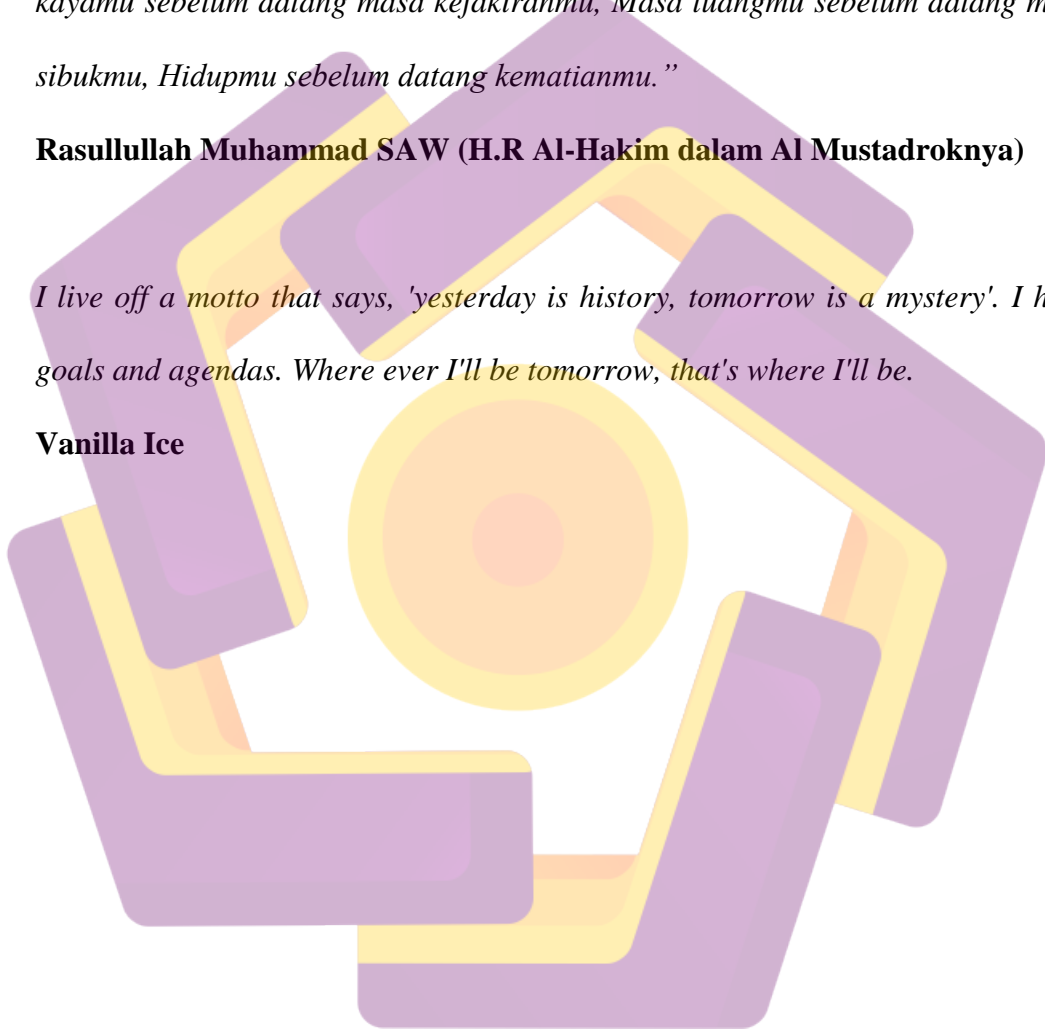 kayamu sebelum datang masa kefakiranmu, Masa luangmu sebelum datang m
sibukmu, Hidupmu sebelum datang kematianmu.”
Rasullullah Muhammad SAW (H.R Al-Hakim dalam Al Mustadroknya)
I live off a motto that says, 'yesterday is history, tomorrow is a mystery'. I h
goals and agendas. Where ever I'll be tomorrow, that's where I'll be.
Vanilla Ice